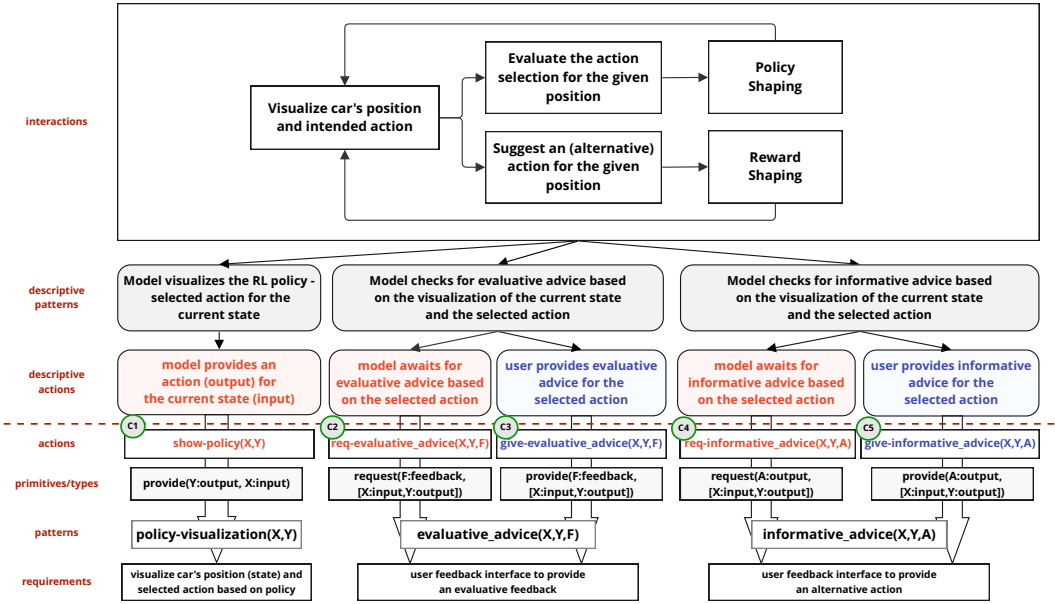 Evaluate the action
selection for the given
position
Policy
Shaping
interactions
Visualize car's position
and intended action
Suggest an (alternative)
action for the given
position
Reward
Shaping
descriptive
patterns
Model visualizes the RL policy -
selected action for the
current state
Model checks for evaluative advice based
on the visualization of the current state
and the selected action
Model checks for informative advice based
on the visualization of the current state
and the selected action
descriptive
actions
model provides an
action (output) for
the current state (input)
model awaits for
evaluative advice based
on the selected action
user provides evaluative
advice for the
selected action
model awaits for
informative advice based
on the selected action
user provides informative
advice for the
selected action
C1
C2
C3
C4
C5
actions
show-policy(X,Y)
req-evaluative_advice(X,Y,F)
give-evaluative_advice(X,Y,F)
req-informative_advice(X,Y,A)
give-informative_advice(X,Y,A)
primitives/types
provide(Y:output, X:input)
request(F:feedback,
[X:input,Y:output])
provide(F:feedback,
[X:input,Y:output])
request(A:output,
[X:input,Y:output])
provide(A:output,
[X:input,Y:output])
patterns
policy-visualization(X,Y)
evaluative_advice(X,Y,F)
informative_advice(X,Y,A)
requirements
visualize car's position (state) and
selected action based on policy
user feedback interface to provide
an evaluative feedback
user feedback interface to provide
an alternative action